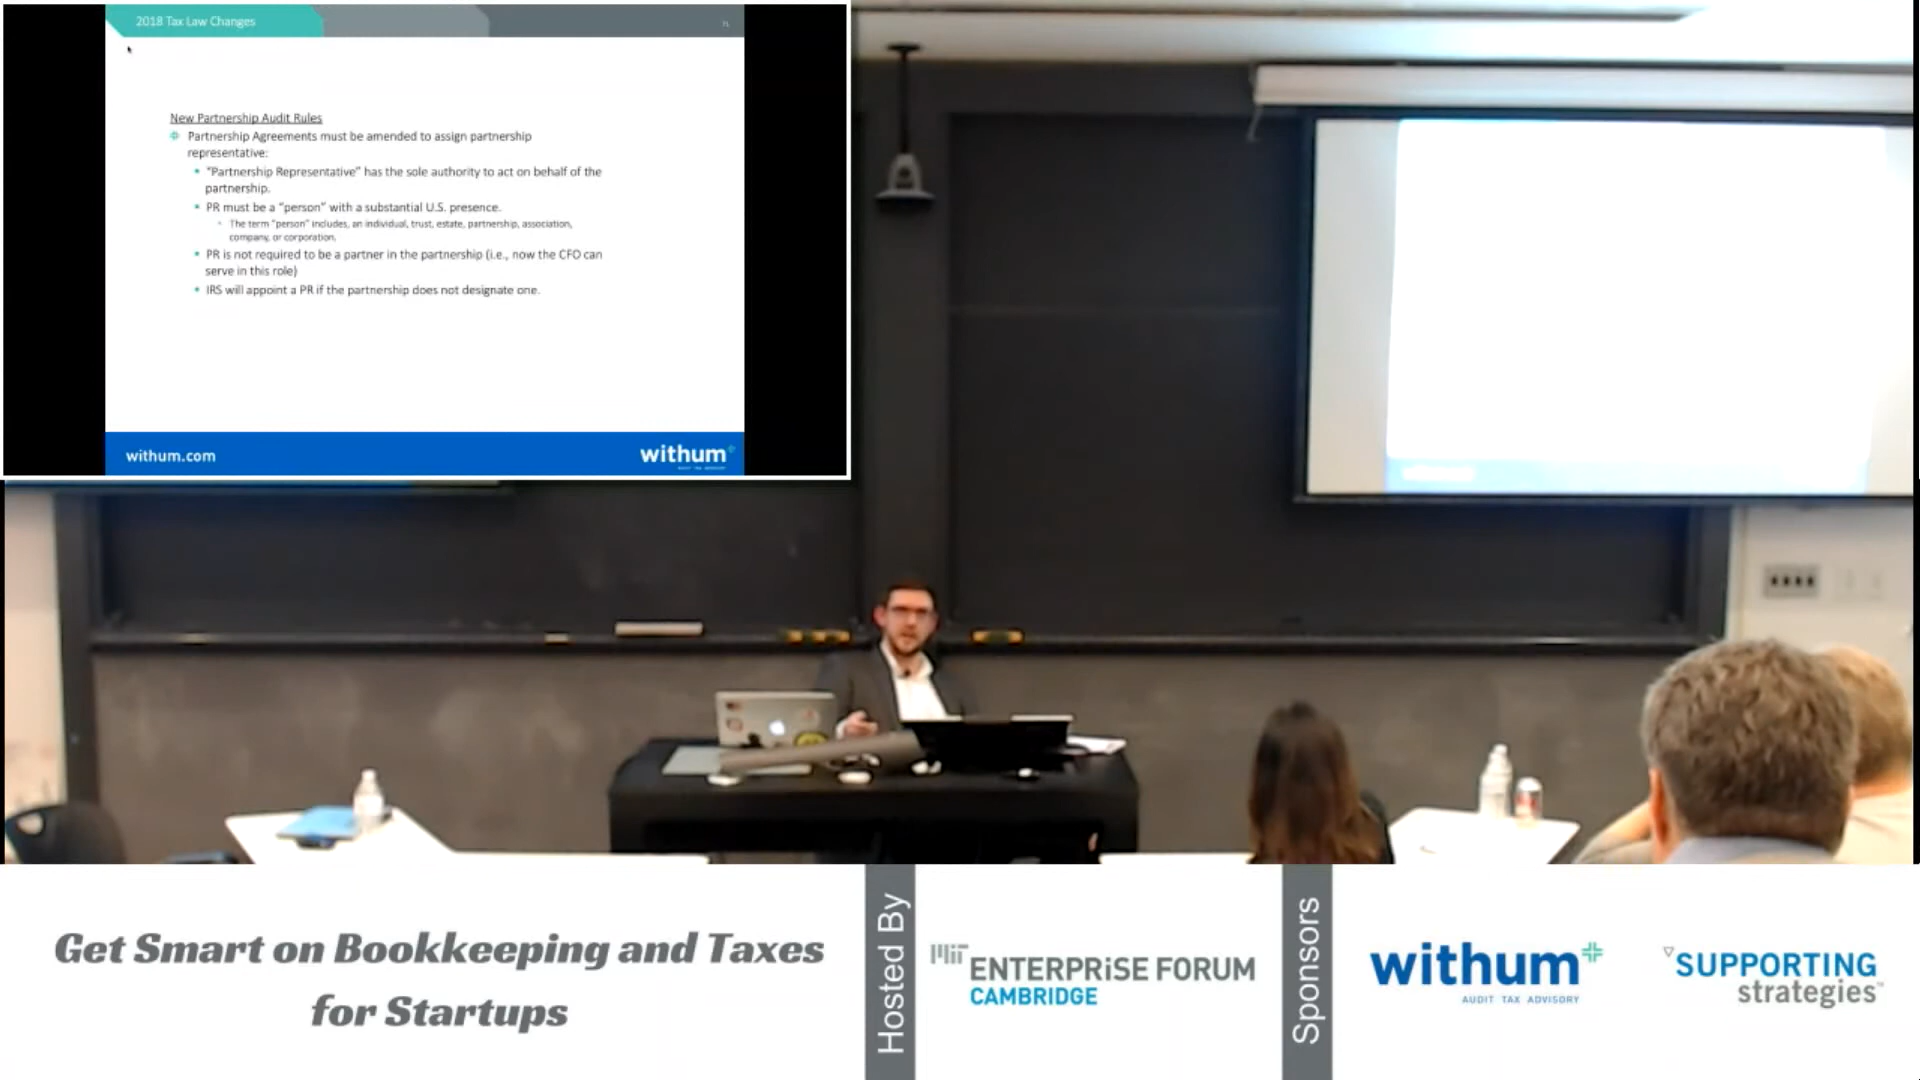 2018 Tax Law Changes
New Partnership Audit Rules
Partnership Agreements must be amended to assign partnership
representative:
"Partnership Representative" has the sole authority to act on behalf of the
partnership.
PR must be a "person" with a substantial U.S. presence.
The term "person" includes, an individual, trust, estate, partnership, association,
company, or corporation.
PR is not required to be a partner in the partnership (i.e., now the CFO can
serve in this role)
IRS will appoint a PR if the partnership does not designate one.
withum.com
withum+
AUDIT TAX ADVISORY
Get Smart on Bookkeeping and Taxes
for Startups
Hosted By
MIT
ENTERPRiSE FORUM
CAMBRIDGE
Sponsors
withum+
AUDIT TAX ADVISORY
SUPPORTING
strategies™